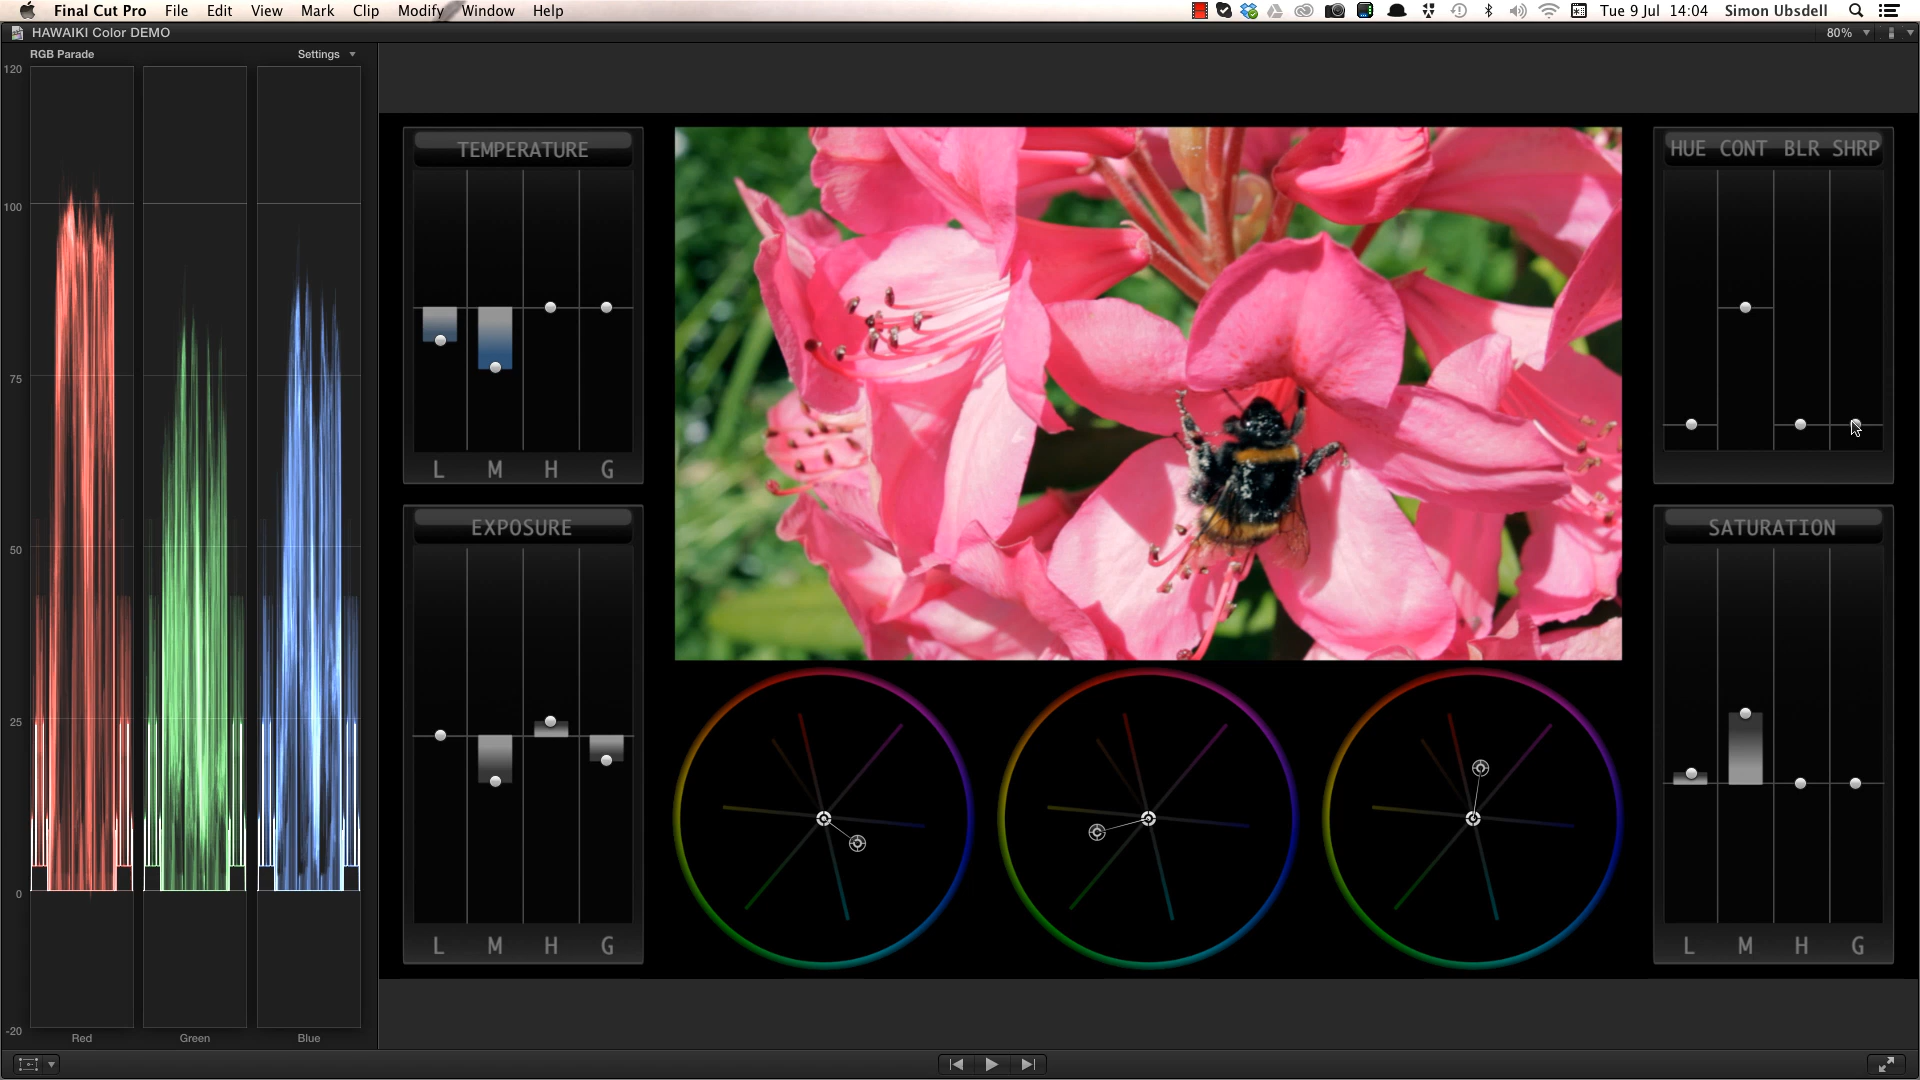 Final Cut Pro File Edit View Mark Clip Modify Window Help Tue 9 Jul 14:04 Simon Ubsdell
HAWAIKI Color DEMO 80%
RGB Parade Settings
120
100
75
50
25
0
-20
Red Green Blue
TEMPERATURE
L M H G
EXPOSURE
L M H G
HUE CONT BLR SHRP
SATURATION
L M H G